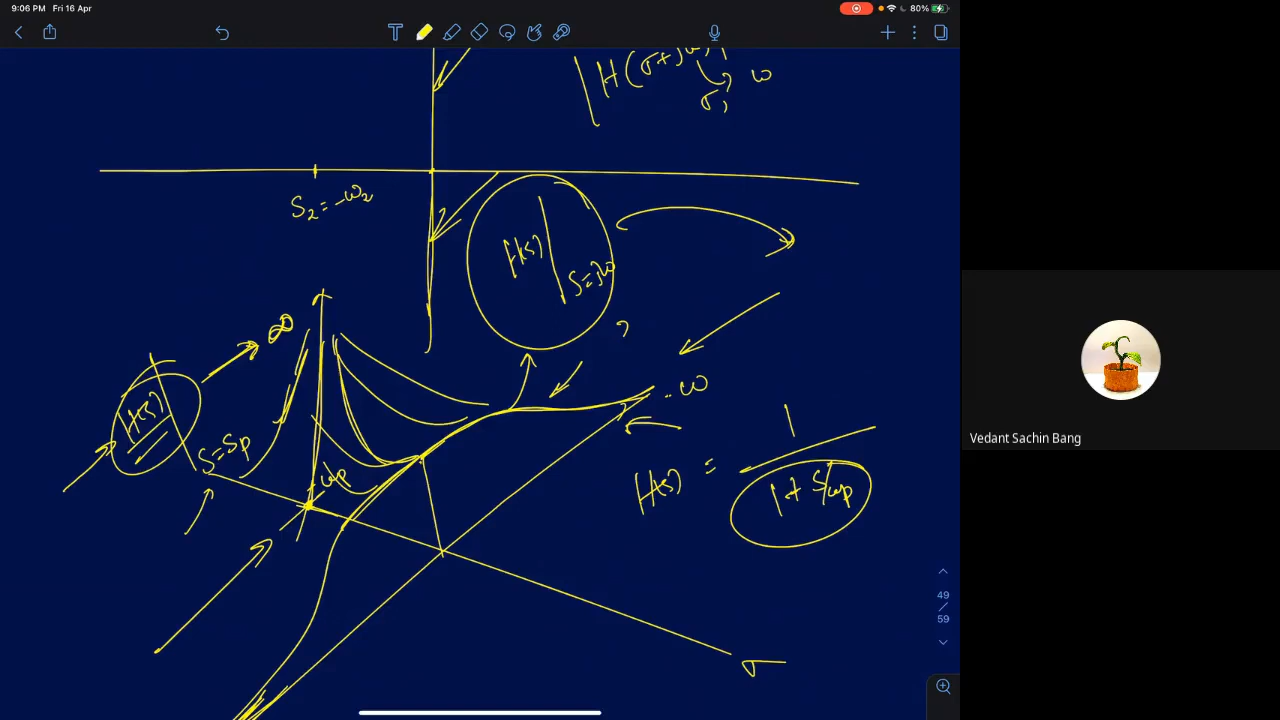 9:06 PM Fri 16 Apr
80%
|H(σ+jω)|
σ, ω
S₂=-ω₂
H(s)|
S=jω
∞
?
H(s)|
S=Sp
ωp
ω
H(s) = 1
1+S/ωp
σ
49
/
59
Vedant Sachin Bang